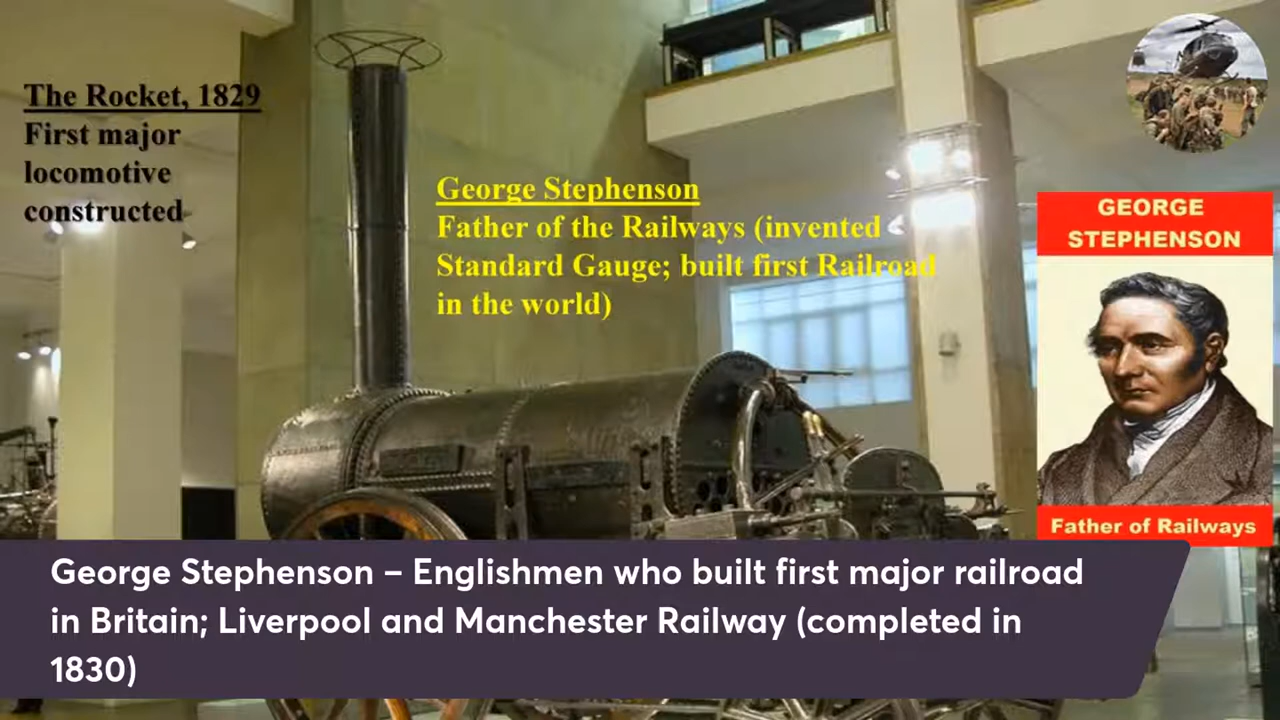 The Rocket, 1829
First major
locomotive
constructed
George Stephenson
Father of the Railways (invented
Standard Gauge; built first Railroad
in the world)
GEORGE
STEPHENSON
Father of Railways
George Stephenson – Englishmen who built first major railroad
in Britain; Liverpool and Manchester Railway (completed in
1830)